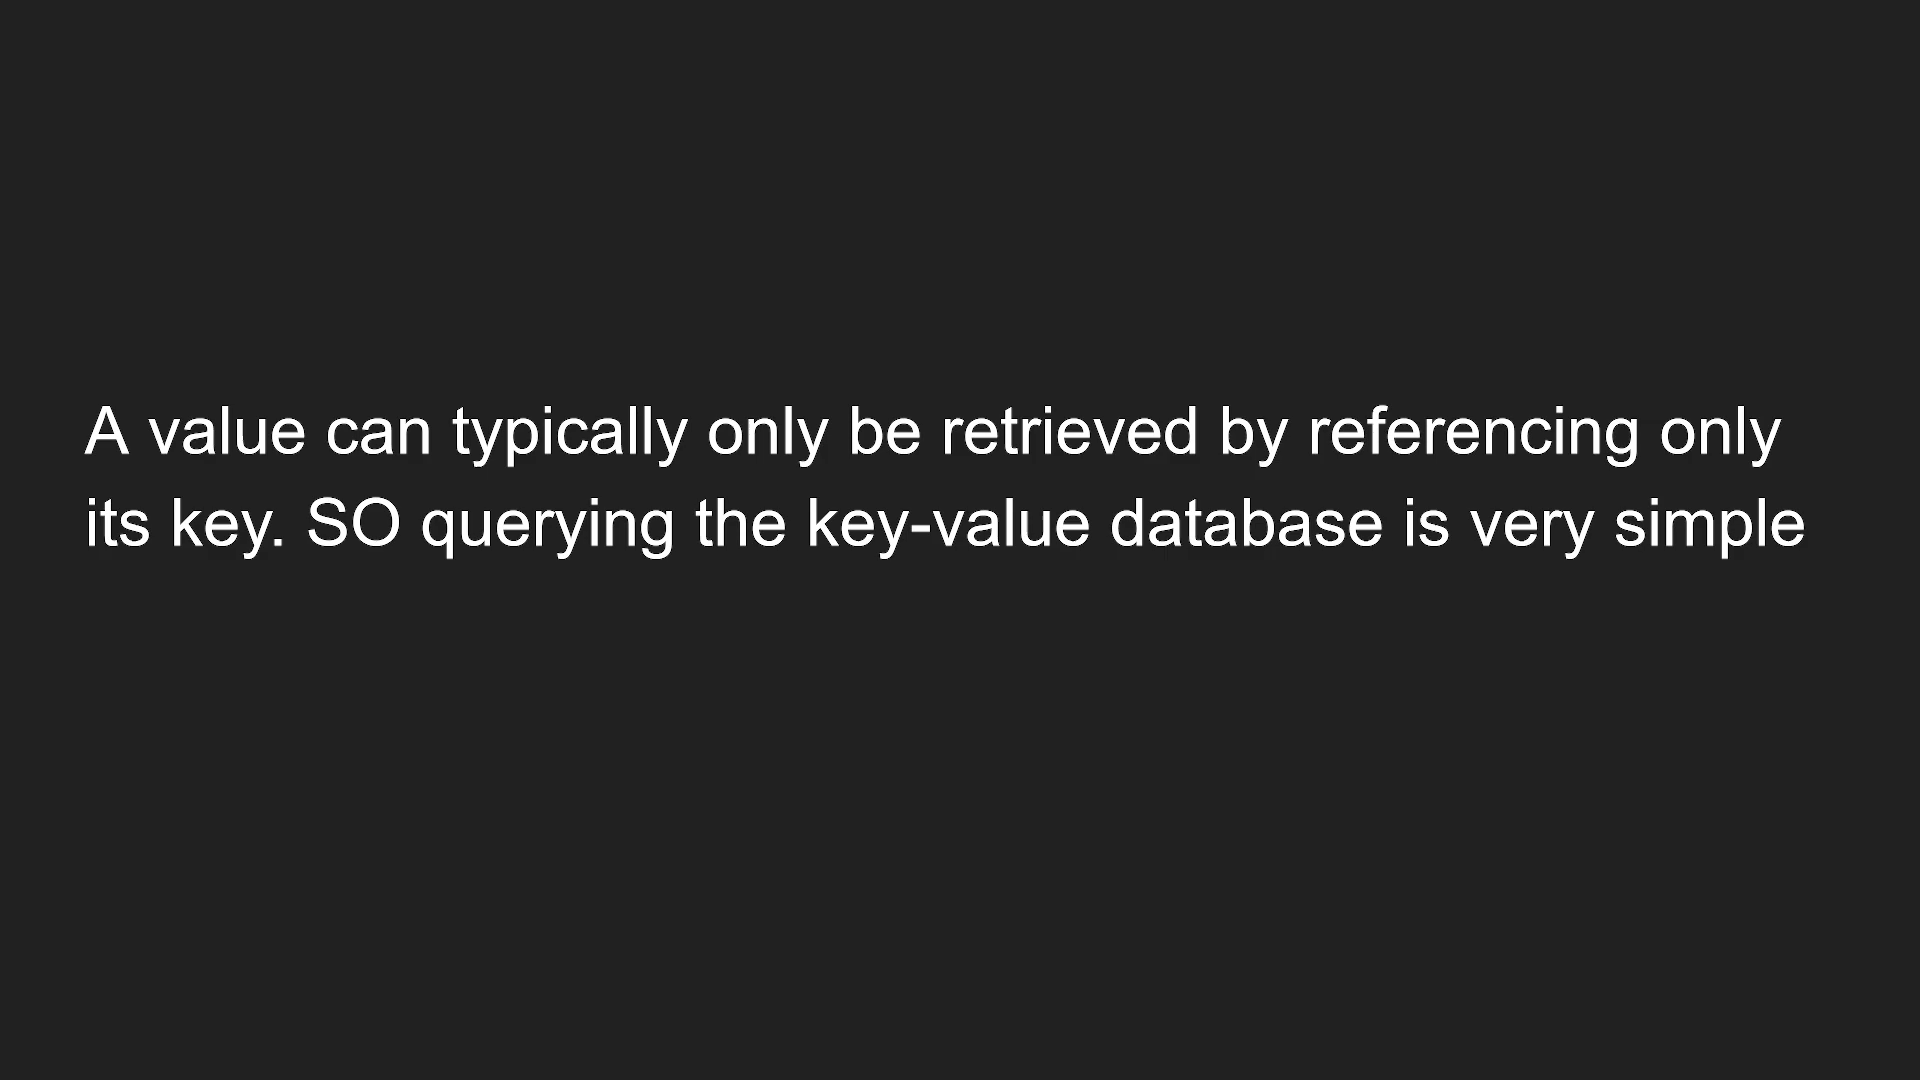 A value can typically only be retrieved by referencing only
its key. SO querying the key-value database is very simple